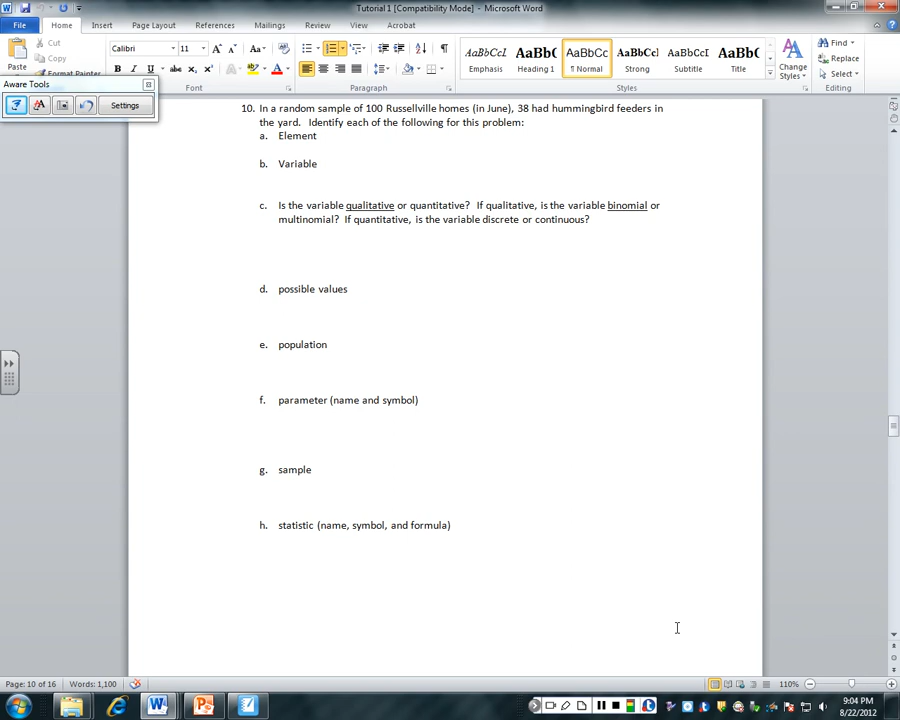 Tutorial 1 [Compatibility Mode] - Microsoft Word
File Home Insert Page Layout References Mailings Review View Acrobat
Cut
Copy
Format Painter
Paste
Calibri 11
Font
Paragraph
AaBbCcI AaBb( AaBbCc AaBbCcl AaBbCcDd AaBb(
Emphasis Heading 1 ¶ Normal Strong Subtitle Title
Styles
Change Styles
Find
Replace
Select
Editing
Aware Tools
Settings
10. In a random sample of 100 Russellville homes (in June), 38 had hummingbird feeders in
the yard. Identify each of the following for this problem:
a. Element
b. Variable
c. Is the variable qualitative or quantitative? If qualitative, is the variable binomial or
multinomial? If quantitative, is the variable discrete or continuous?
d. possible values
e. population
f. parameter (name and symbol)
g. sample
h. statistic (name, symbol, and formula)
Page: 10 of 16 Words: 1,100 110%
9:04 PM
8/22/2012